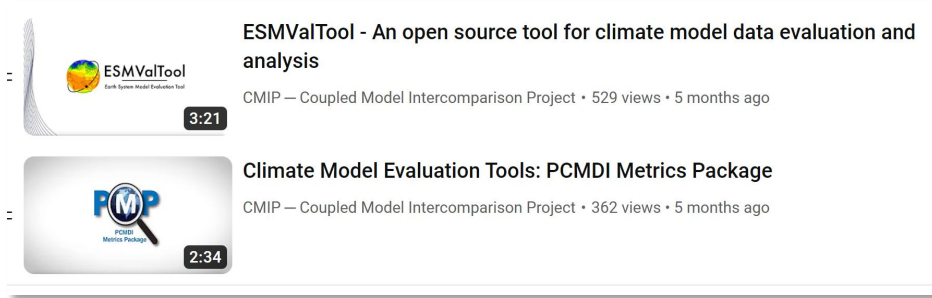 ESMValTool
Earth System Model Evaluation Tool
3:21
ESMValTool - An open source tool for climate model data evaluation and
analysis
CMIP — Coupled Model Intercomparison Project • 529 views • 5 months ago
PMP
PCMDI
Metrics Package
2:34
Climate Model Evaluation Tools: PCMDI Metrics Package
CMIP — Coupled Model Intercomparison Project • 362 views • 5 months ago